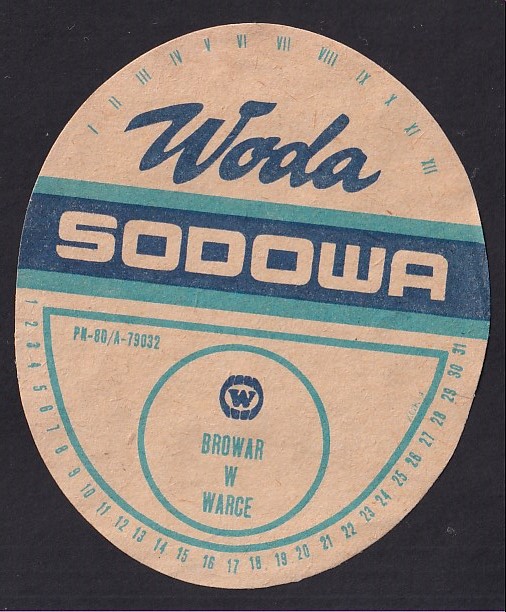 I II III IV V VI VII VIII IX X XI XII
Woda
SODOWA
PN-80/A-79032
W
BROWAR
W
WARCE
1 2 3 4 5 6 7 8 9 10 11 12 13 14 15 16 17 18 19 20 21 22 23 24 25 26 27 28 29 30 31